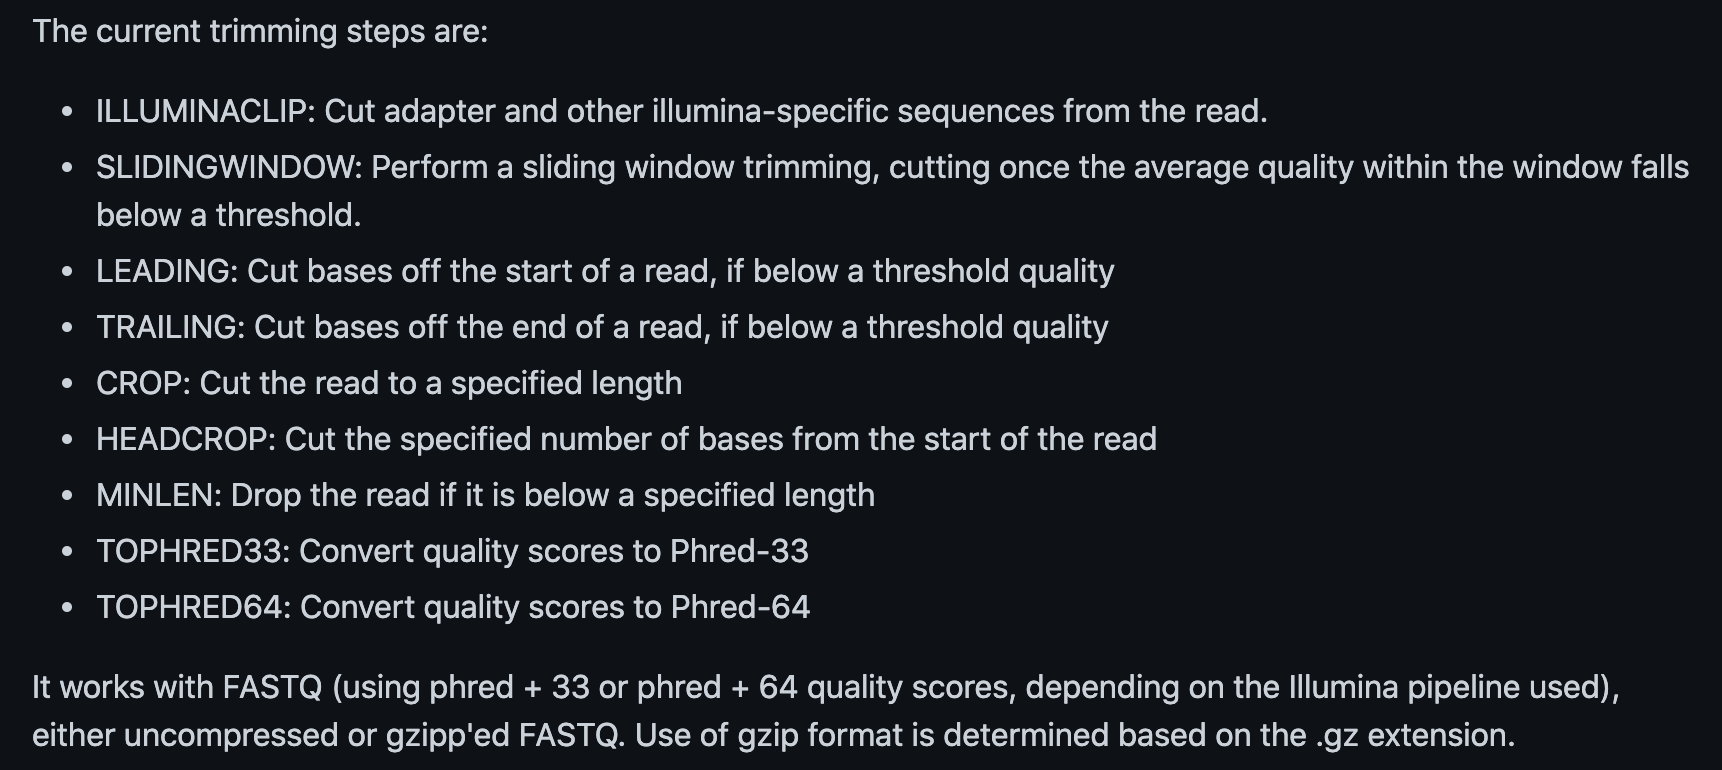 The current trimming steps are:
• ILLUMINACLIP: Cut adapter and other illumina-specific sequences from the read.
• SLIDINGWINDOW: Perform a sliding window trimming, cutting once the average quality within the window falls
below a threshold.
• LEADING: Cut bases off the start of a read, if below a threshold quality
• TRAILING: Cut bases off the end of a read, if below a threshold quality
• CROP: Cut the read to a specified length
• HEADCROP: Cut the specified number of bases from the start of the read
• MINLEN: Drop the read if it is below a specified length
• TOPHRED33: Convert quality scores to Phred-33
• TOPHRED64: Convert quality scores to Phred-64
It works with FASTQ (using phred + 33 or phred + 64 quality scores, depending on the Illumina pipeline used),
either uncompressed or gzipp'ed FASTQ. Use of gzip format is determined based on the .gz extension.